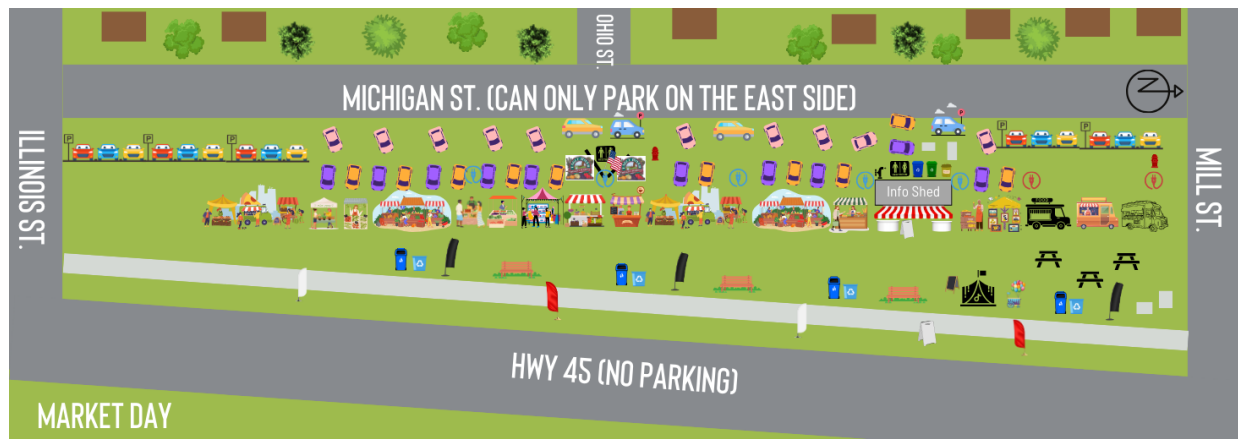 OHIO ST.
MICHIGAN ST. (CAN ONLY PARK ON THE EAST SIDE)
N
P
P
P
P
P
ILLINOIS ST.
MILL ST.
Info Shed
FOOD
HWY 45 (NO PARKING)
MARKET DAY